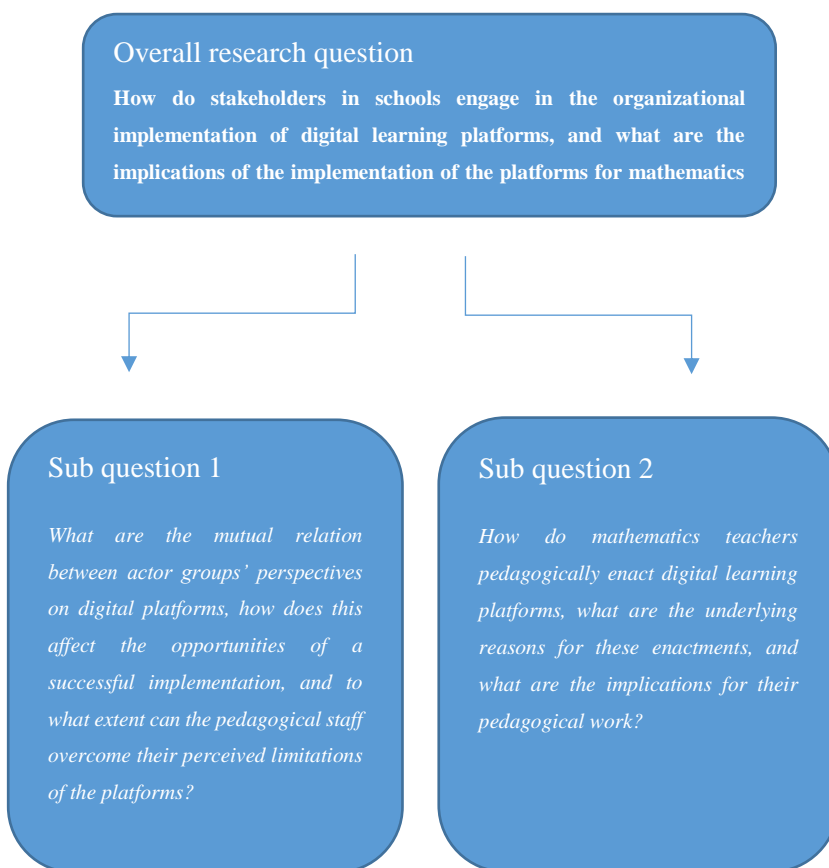 Overall research question
How do stakeholders in schools engage in the organizational
implementation of digital learning platforms, and what are the
implications of the implementation of the platforms for mathematics
Sub question 1
What are the mutual relation
between actor groups’ perspectives
on digital platforms, how does this
affect the opportunities of a
successful implementation, and to
what extent can the pedagogical staff
overcome their perceived limitations
of the platforms?
Sub question 2
How do mathematics teachers
pedagogically enact digital learning
platforms, what are the underlying
reasons for these enactments, and
what are the implications for their
pedagogical work?